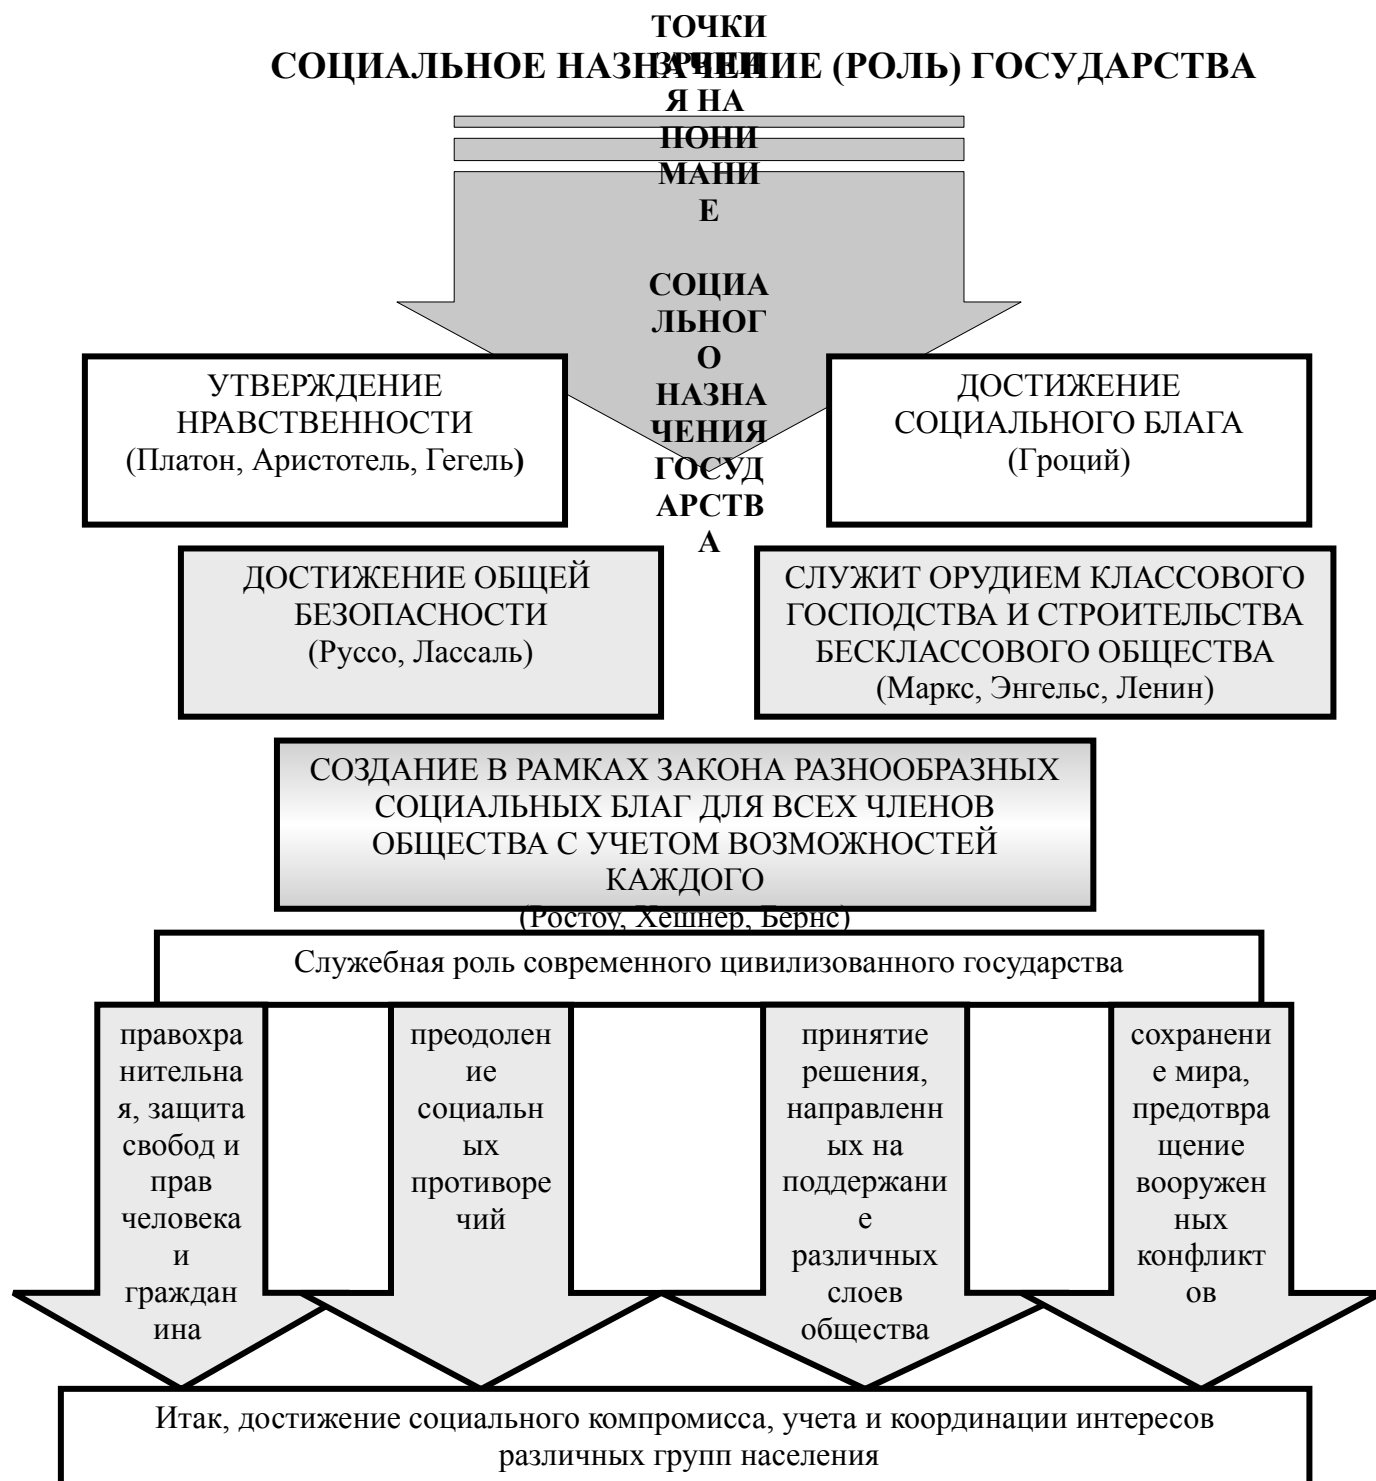 СОЦИАЛЬНОЕ НАЗНАЧЕНИЕ (РОЛЬ) ГОСУДАРСТВА
ТОЧКИ
ЗРЕНИ
Я НА
ПОНИ
МАНИ
Е
СОЦИА
ЛЬНОГ
О
НАЗНА
ЧЕНИЯ
ГОСУД
АРСТВ
А
УТВЕРЖДЕНИЕ
НРАВСТВЕННОСТИ
(Платон, Аристотель, Гегель)
ДОСТИЖЕНИЕ
СОЦИАЛЬНОГО БЛАГА
(Гроций)
ДОСТИЖЕНИЕ ОБЩЕЙ
БЕЗОПАСНОСТИ
(Руссо, Лассаль)
СЛУЖИТ ОРУДИЕМ КЛАССОВОГО
ГОСПОДСТВА И СТРОИТЕЛЬСТВА
БЕСКЛАССОВОГО ОБЩЕСТВА
(Маркс, Энгельс, Ленин)
СОЗДАНИЕ В РАМКАХ ЗАКОНА РАЗНООБРАЗНЫХ
СОЦИАЛЬНЫХ БЛАГ ДЛЯ ВСЕХ ЧЛЕНОВ
ОБЩЕСТВА С УЧЕТОМ ВОЗМОЖНОСТЕЙ
КАЖДОГО
(Ростоу, Хешнер, Бернс)
Служебная роль современного цивилизованного государства
правохра
нительна
я, защита
свобод и
прав
человека
и
граждан
ина
преодолен
ие
социальн
ых
противоре
чий
принятие
решения,
направленн
ых на
поддержани
е
различных
слоев
общества
сохранени
е мира,
предотвра
щение
вооружен
ных
конфликт
ов
Итак, достижение социального компромисса, учета и координации интересов
различных групп населения